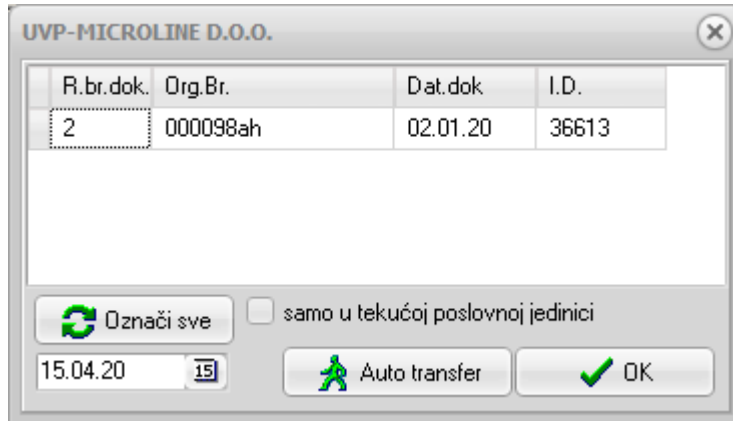 UVP-MICROLINE D.O.O.
R.br.dok. Org.Br. Dat.dok I.D.
2 000098ah 02.01.20 36613
Označi sve samo u tekućoj poslovnoj jedinici
15.04.20 15 Auto transfer OK